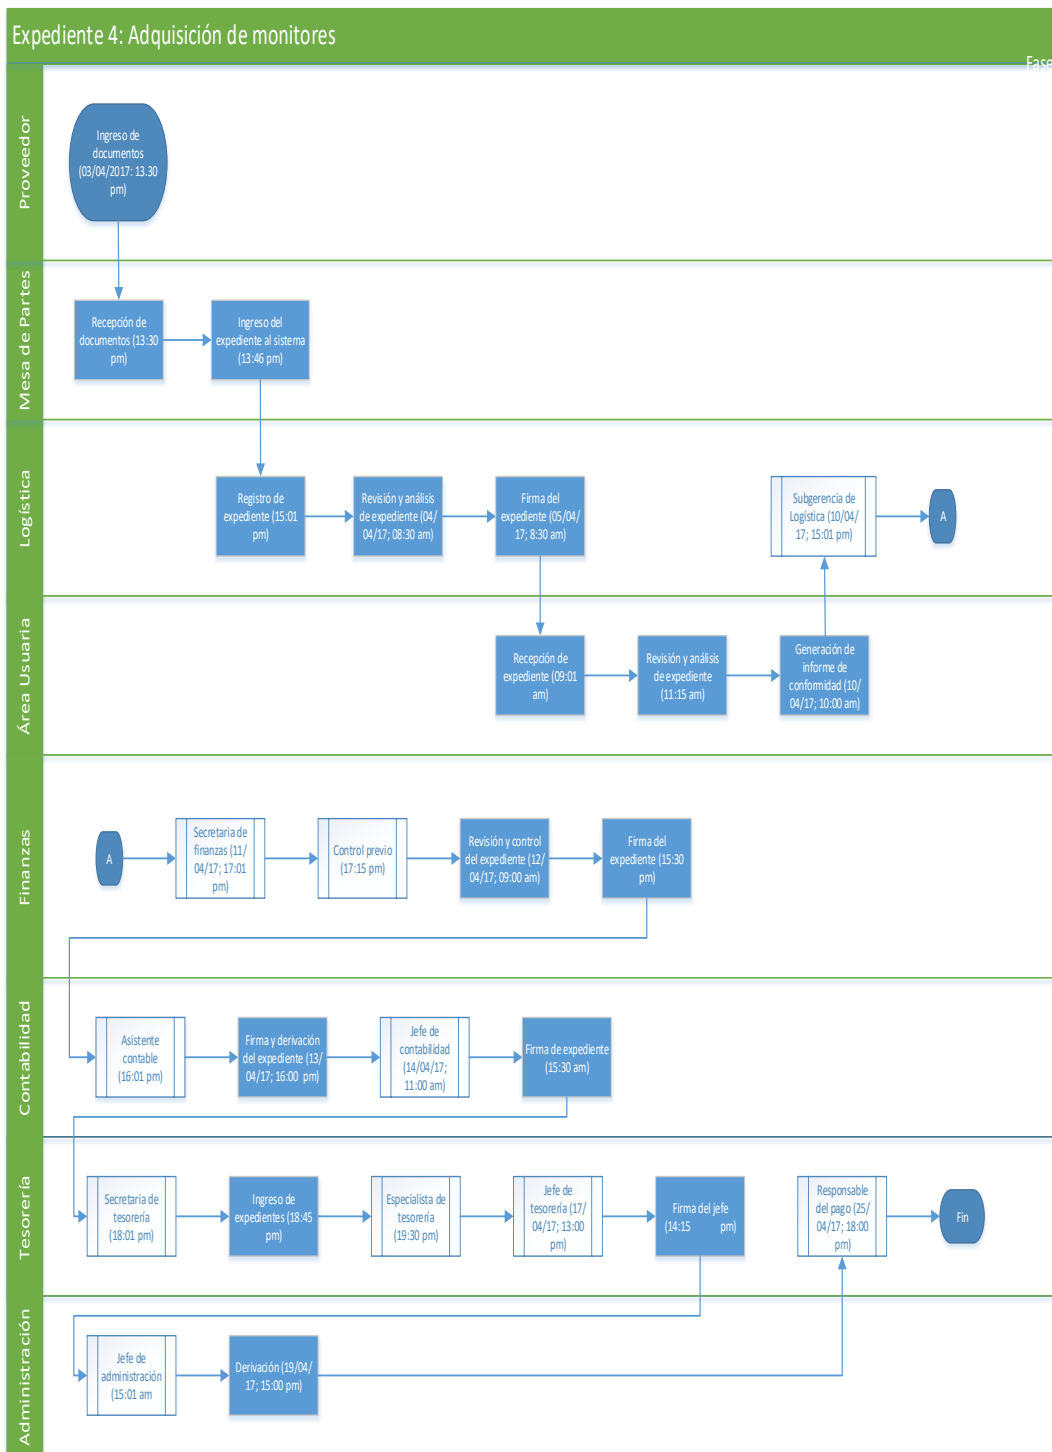 Expediente 4: Adquisición de monitores
Fase
Proveedor
Ingreso de
documentos
(03/04/2017: 13.30
pm)
Mesa de Partes
Recepción de
documentos (13:30
pm)
Ingreso del
expediente al sistema
(13:46 pm)
Logística
Registro de
expediente (15:01
pm)
Revisión y análisis
de expediente (04/
04/17; 08:30 am)
Firma del
expediente (05/04/
17; 8:30 am)
Subgerencia de
Logística (10/04/
17; 15:01 pm)
A
Área Usuaria
Recepción de
expediente (09:01
am)
Revisión y análisis
de expediente
(11:15 am)
Generación de
informe de
conformidad (10/
04/17; 10:00 am)
Finanzas
A
Secretaria de
finanzas (11/
04/17; 17:01
pm)
Control previo
(17:15 pm)
Revisión y control
del expediente (12/
04/17; 09:00 am)
Firma del
expediente (15:30
pm)
Contabilidad
Asistente
contable
(16:01 pm)
Firma y derivación
del expediente (13/
04/17; 16:00 pm)
Jefe de
contabilidad
(14/04/17;
11:00 am)
Firma de expediente
(15:30 am)
Tesorería
Secretaria de
tesorería
(18:01 pm)
Ingreso de
expedientes (18:45
pm)
Especialista de
tesorería
(19:30 pm)
Jefe de
tesorería (17/
04/17; 13:00
pm)
Firma del jefe
(14:15 pm)
Responsable
del pago (25/
04/17; 18:00
pm)
Fin
Administración
Jefe de
administración
(15:01 am
Derivación (19/04/
17; 15:00 pm)